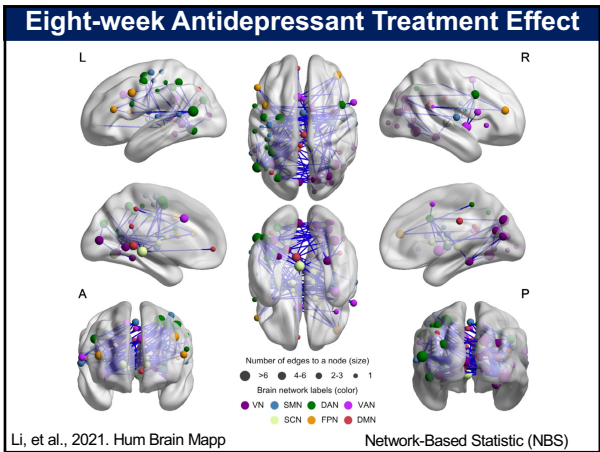 Eight-week Antidepressant Treatment Effect
L
R
A
P
Number of edges to a node (size)
>6 4-6 2-3 1
Brain network labels (color)
VN SMN DAN VAN
SCN FPN DMN
Li, et al., 2021. Hum Brain Mapp
Network-Based Statistic (NBS)